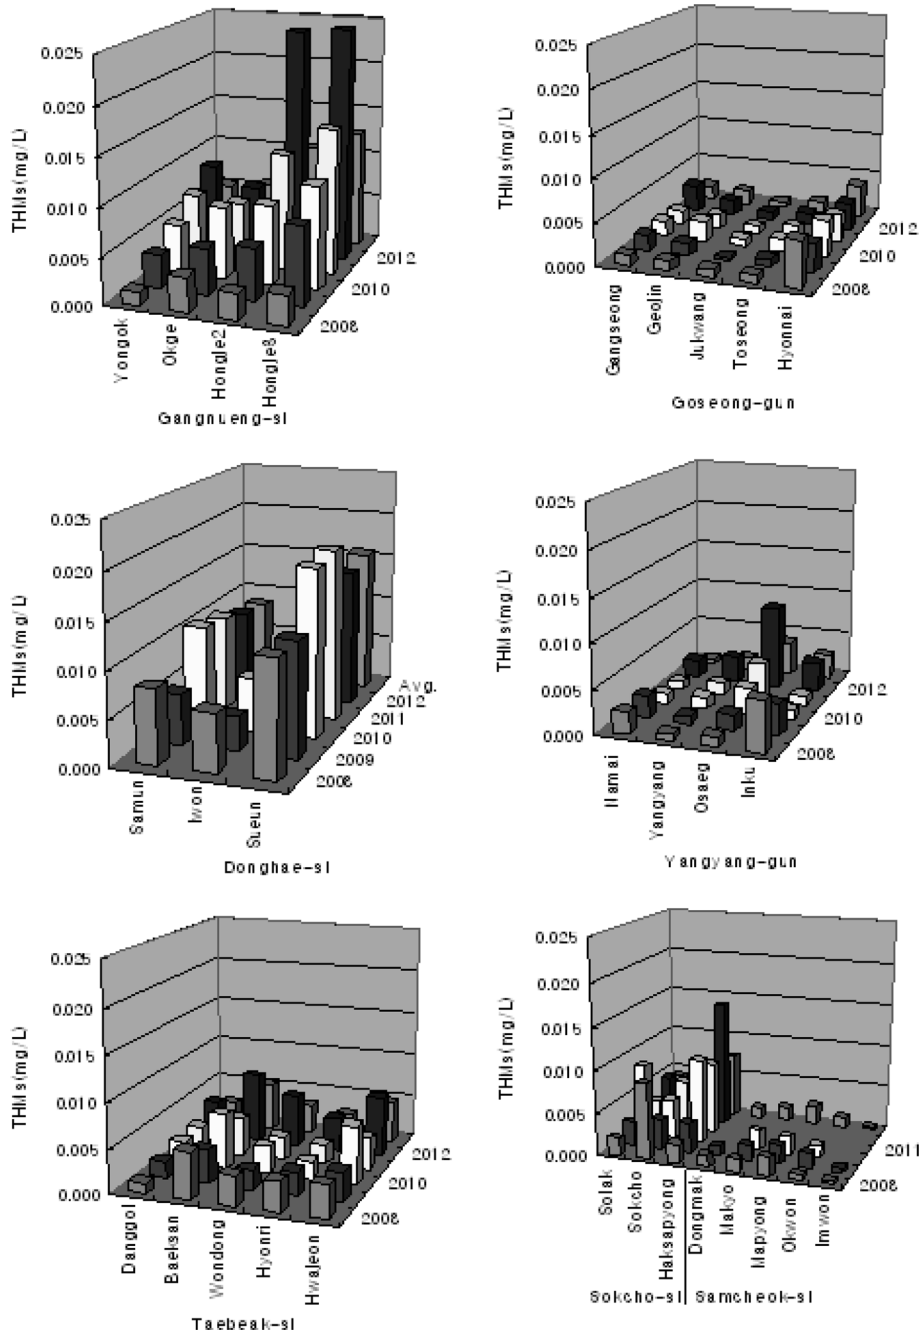 0.025
0.020
0.015
0.010
0.005
0.000
THMs(mg/L)
Yongok
Okge
Hongje2
Hongje8
2008
2010
2012
Gangnueng-si
0.025
0.020
0.015
0.010
0.005
0.000
THMs(mg/L)
Gangseong
Geojin
Jukwang
Toseong
Hyonnai
2008
2010
2012
Goseong-gun
0.025
0.020
0.015
0.010
0.005
0.000
THMs(mg/L)
Samun
Iwon
Sueun
2008
2009
2010
2011
2012
Avg.
Donghae-si
0.025
0.020
0.015
0.010
0.005
0.000
THMs(mg/L)
Namai
Yangyang
Osaeg
Inku
2008
2010
2012
Yangyang-gun
0.025
0.020
0.015
0.010
0.005
0.000
THMs(mg/L)
Danggol
Baeksan
Wondong
Hyonri
Hwajeon
2008
2010
2012
Taebeak-si
0.025
0.020
0.015
0.010
0.005
0.000
THMs(mg/L)
Solak
Sokcho
Haksapyong
Dongmak
Makyo
Mapyong
Okwon
Imwon
2008
2011
Sokcho-si
Samcheok-si